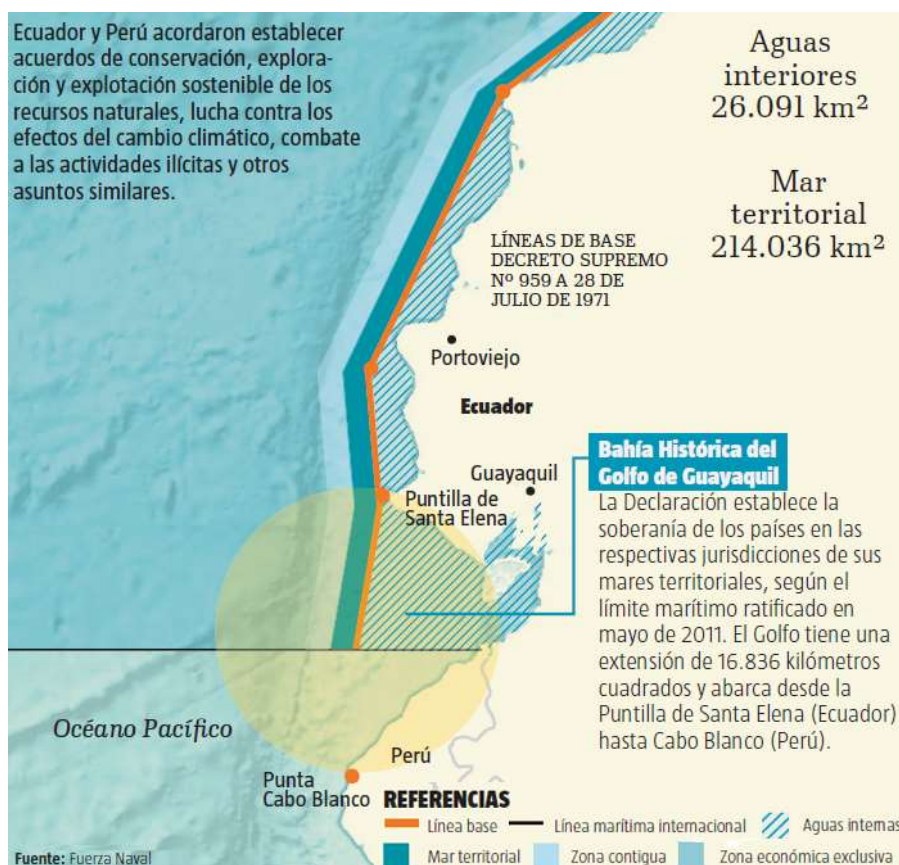 Ecuador y Perú acordaron establecer
acuerdos de conservación, explora-
ción y explotación sostenible de los
recursos naturales, lucha contra los
efectos del cambio climático, combate
a las actividades ilícitas y otros
asuntos similares.
Aguas
interiores
26.091 km²
Mar
territorial
214.036 km²
LÍNEAS DE BASE
DECRETO SUPREMO
Nº 959 A 28 DE
JULIO DE 1971
Portoviejo
Ecuador
Guayaquil
Puntilla de
Santa Elena
Bahía Histórica del
Golfo de Guayaquil
La Declaración establece la
soberanía de los países en las
respectivas jurisdicciones de sus
mares territoriales, según el
límite marítimo ratificado en
mayo de 2011. El Golfo tiene una
extensión de 16.836 kilómetros
cuadrados y abarca desde la
Puntilla de Santa Elena (Ecuador)
hasta Cabo Blanco (Perú).
Océano Pacífico
Perú
Punta
Cabo Blanco
REFERENCIAS
Línea base
Línea marítima internacional
Aguas internas
Mar territorial
Zona contigua
Zona económica exclusiva
Fuente: Fuerza Naval